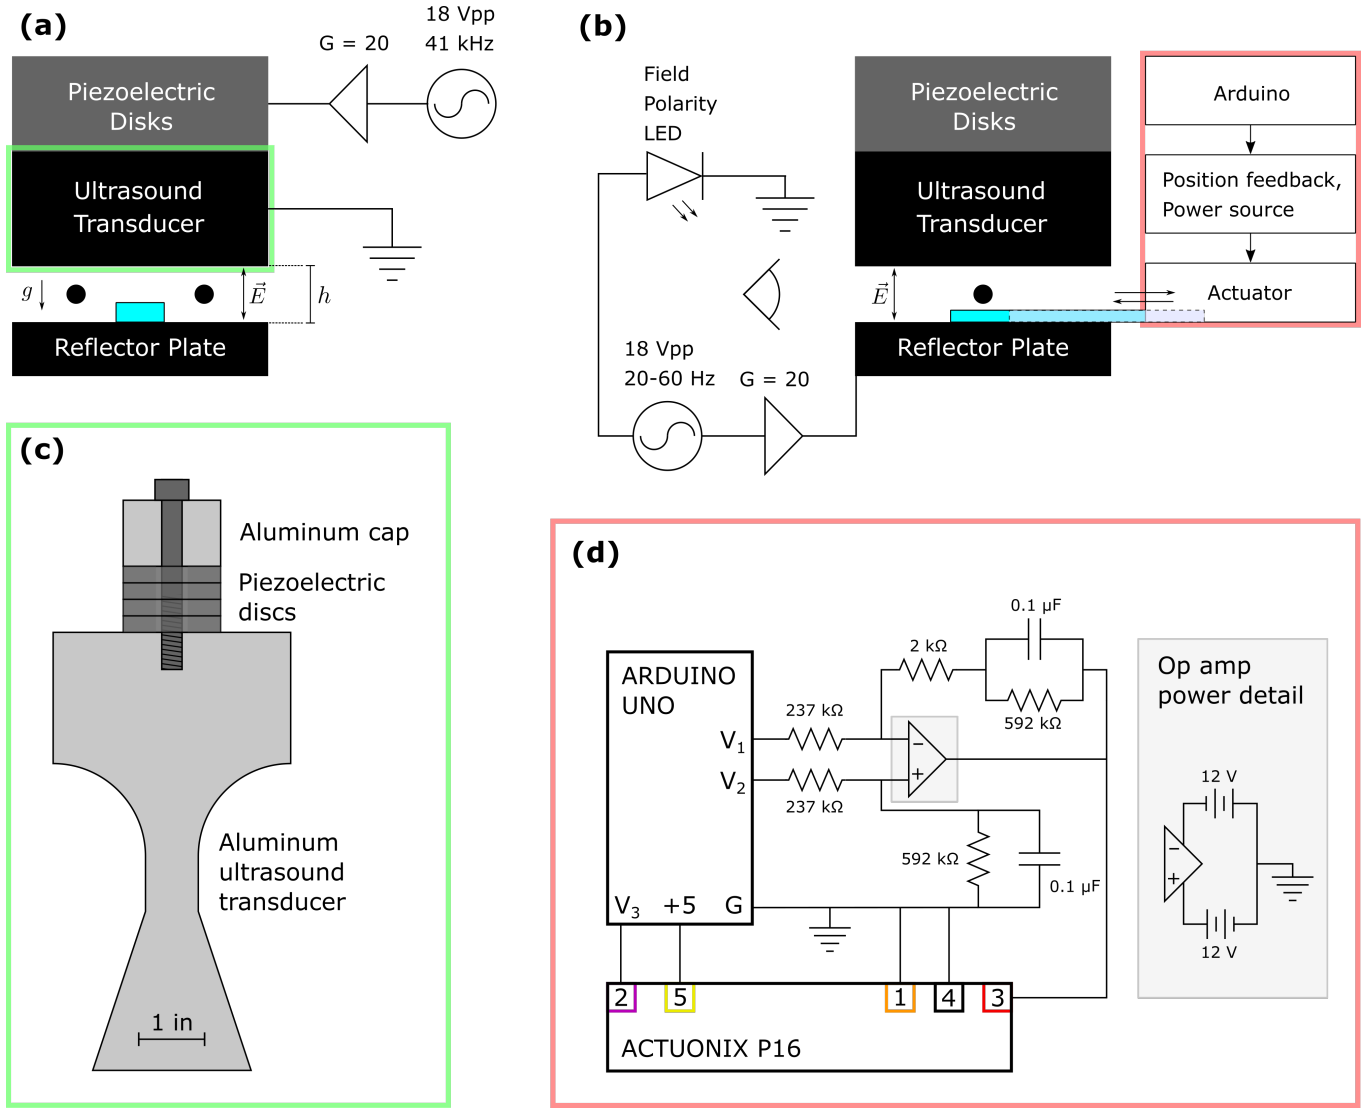 (a)
18 Vpp
41 kHz
G = 20
Piezoelectric
Disks
Ultrasound
Transducer
g
E⃗
h
Reflector Plate
(b)
Field
Polarity
LED
Piezoelectric
Disks
Ultrasound
Transducer
E⃗
Reflector Plate
18 Vpp
20-60 Hz
G = 20
Arduino
Position feedback,
Power source
Actuator
(c)
Aluminum cap
Piezoelectric
discs
Aluminum
ultrasound
transducer
1 in
(d)
0.1 µF
2 kΩ
592 kΩ
ARDUINO
UNO
237 kΩ
V₁
−
V₂
+
237 kΩ
592 kΩ
0.1 µF
V₃ +5 G
2 5 1 4 3
ACTUONIX P16
Op amp
power detail
12 V
−
+
12 V